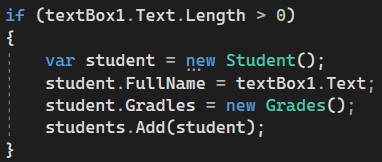 if (textBox1.Text.Length > 0)
{
    var student = new Student();
    student.FullName = textBox1.Text;
    student.Gradles = new Grades();
    students.Add(student);
}